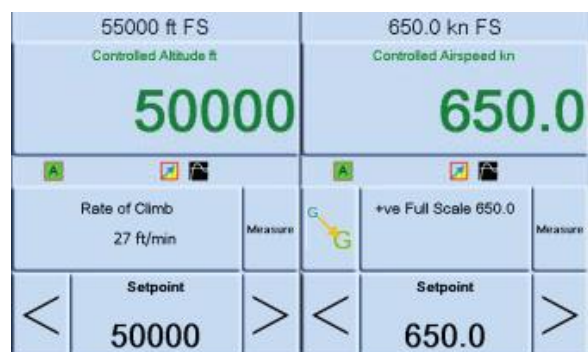 55000 ft FS
650.0 kn FS
Controlled Altitude ft
Controlled Airspeed kn
50000
650.0
A
A
Rate of Climb
27 ft/min
Measure
G
G
+ve Full Scale 650.0
Measure
<
Setpoint
50000
>
<
Setpoint
650.0
>